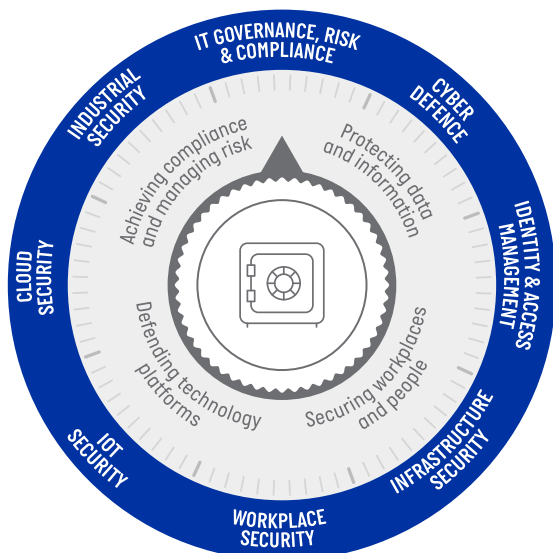 IT GOVERNANCE, RISK
& COMPLIANCE
CYBER
DEFENCE
IDENTITY & ACCESS
MANAGEMENT
INFRASTRUCTURE
SECURITY
WORKPLACE
SECURITY
IOT
SECURITY
CLOUD
SECURITY
INDUSTRIAL
SECURITY
Achieving compliance
and managing risk
Protecting data
and information
Securing workplaces
and people
Defending technology
platforms